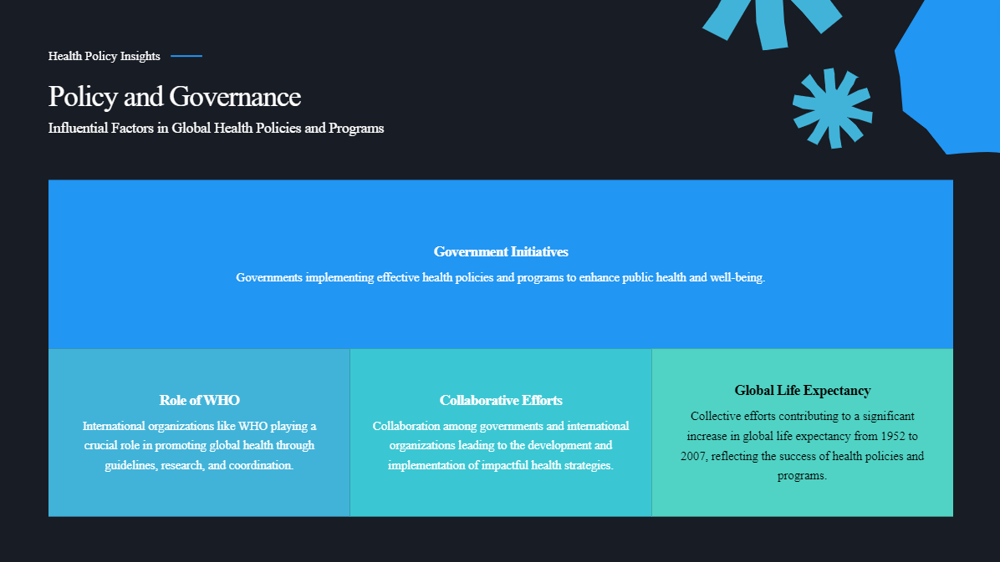 Health Policy Insights
Policy and Governance
Influential Factors in Global Health Policies and Programs
Government Initiatives
Governments implementing effective health policies and programs to enhance public health and well-being.
Role of WHO
International organizations like WHO playing a
crucial role in promoting global health through
guidelines, research, and coordination.
Collaborative Efforts
Collaboration among governments and international
organizations leading to the development and
implementation of impactful health strategies.
Global Life Expectancy
Collective efforts contributing to a significant
increase in global life expectancy from 1952 to
2007, reflecting the success of health policies and
programs.